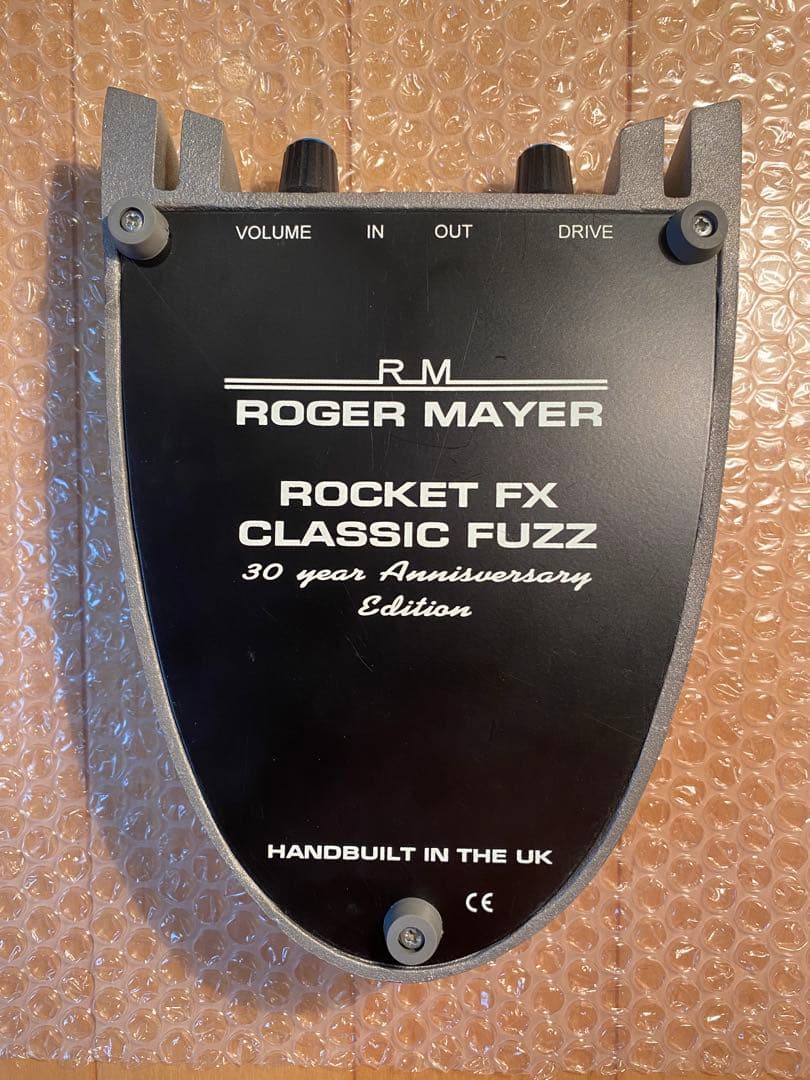 VOLUME IN OUT DRIVE
RM
ROGER MAYER
ROCKET FX
CLASSIC FUZZ
30 year Annisversary
Edition
HANDBUILT IN THE UK
CE